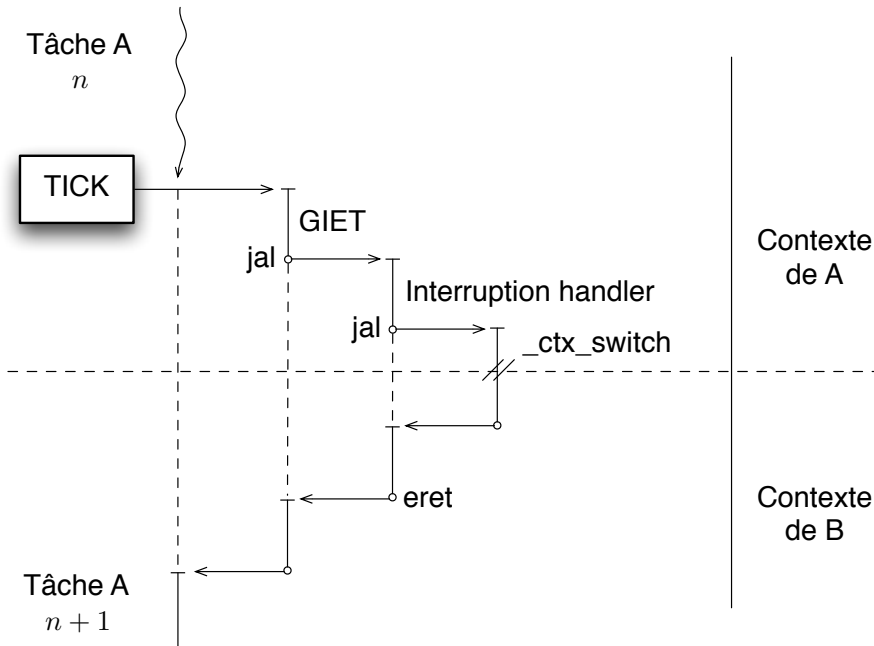 Tâche A
n
TICK
GIET
jal
Contexte
de A
Interruption handler
jal
_ctx_switch
eret
Contexte
de B
Tâche A
n + 1